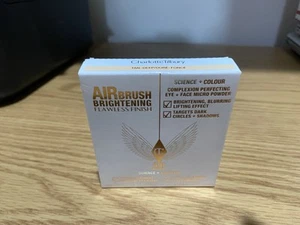 Charlotte Tilbury
AIRBRUSH
BRIGHTENING
FLAWLESS FINISH
SCIENCE + COLOUR
COMPLEXION PERFECTING
EYE + FACE MICRO POWDER
BRIGHTENING, BLURRING
LIFTING EFFECT
TARGETS DARK
CIRCLES + SHADOWS